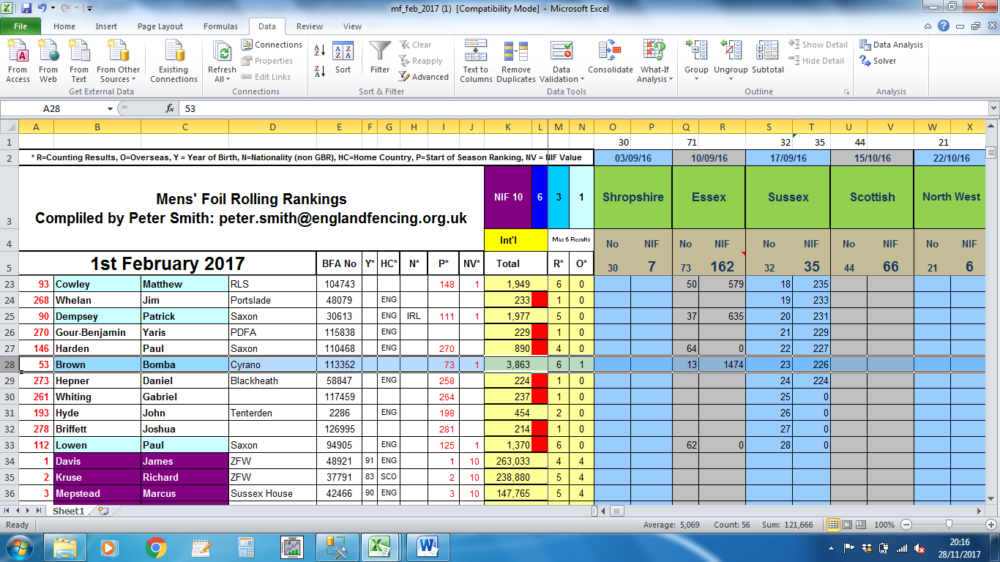 mf_feb_2017 (1) [Compatibility Mode] - Microsoft Excel
File Home Insert Page Layout Formulas Data Review View
From Access From Web From Text From Other Sources Existing Connections Refresh All Connections Properties Edit Links Sort Filter Clear Reapply Advanced Text to Columns Remove Duplicates Data Validation Consolidate What-If Analysis Group Ungroup Subtotal Show Detail Hide Detail Data Analysis Solver
Get External Data Connections Sort & Filter Data Tools Outline Analysis
A28 fx 53
A B C D E F G H I J K L M N O P Q R S T U V W X
1 30 71 32 35 44 21
2 * R=Counting Results, O=Overseas, Y = Year of Birth, N=Nationality (non GBR), HC=Home Country, P=Start of Season Ranking, NV = NIF Value 03/09/16 10/09/16 17/09/16 15/10/16 22/10/16
3 Mens' Foil Rolling Rankings NIF 10 6 3 1 Shropshire Essex Sussex Scottish North West
Compliled by Peter Smith: peter.smith@englandfencing.org.uk
4 Int'l Max 6 Results No NIF No NIF No NIF No NIF No NIF
5 1st February 2017 BFA No Y* HC* N* P* NV* Total R* O* 30 7 73 162 32 35 44 66 21 6
23 93 Cowley Matthew RLS 104743 148 1 1,949 6 0 50 579 18 235
24 268 Whelan Jim Portslade 48079 ENG 233 1 0 19 233
25 90 Dempsey Patrick Saxon 30613 ENG IRL 111 1 1,977 5 0 37 635 20 231
26 270 Gour-Benjamin Yaris PDFA 115838 ENG 229 1 0 21 229
27 146 Harden Paul Saxon 110468 ENG 270 890 4 0 64 0 22 227
28 53 Brown Bomba Cyrano 113352 73 1 3,863 6 1 13 1474 23 226
29 273 Hepner Daniel Blackheath 58847 ENG 258 224 1 0 24 224
30 261 Whiting Gabriel 117459 264 237 1 0 25 0
31 193 Hyde John Tenterden 2286 ENG 198 454 2 0 26 0
32 278 Briffett Joshua 126995 281 214 1 0 27 0
33 112 Lowen Paul Saxon 94905 ENG 125 1 1,370 6 0 62 0 28 0
34 1 Davis James ZFW 48921 91 ENG 1 10 263,033 4 4
35 2 Kruse Richard ZFW 37791 83 SCO 2 10 238,880 5 4
36 3 Mepstead Marcus Sussex House 42466 90 ENG 3 10 147,765 5 4
Sheet1
Ready Average: 5,069 Count: 56 Sum: 121,666 100%
20:16
28/11/2017